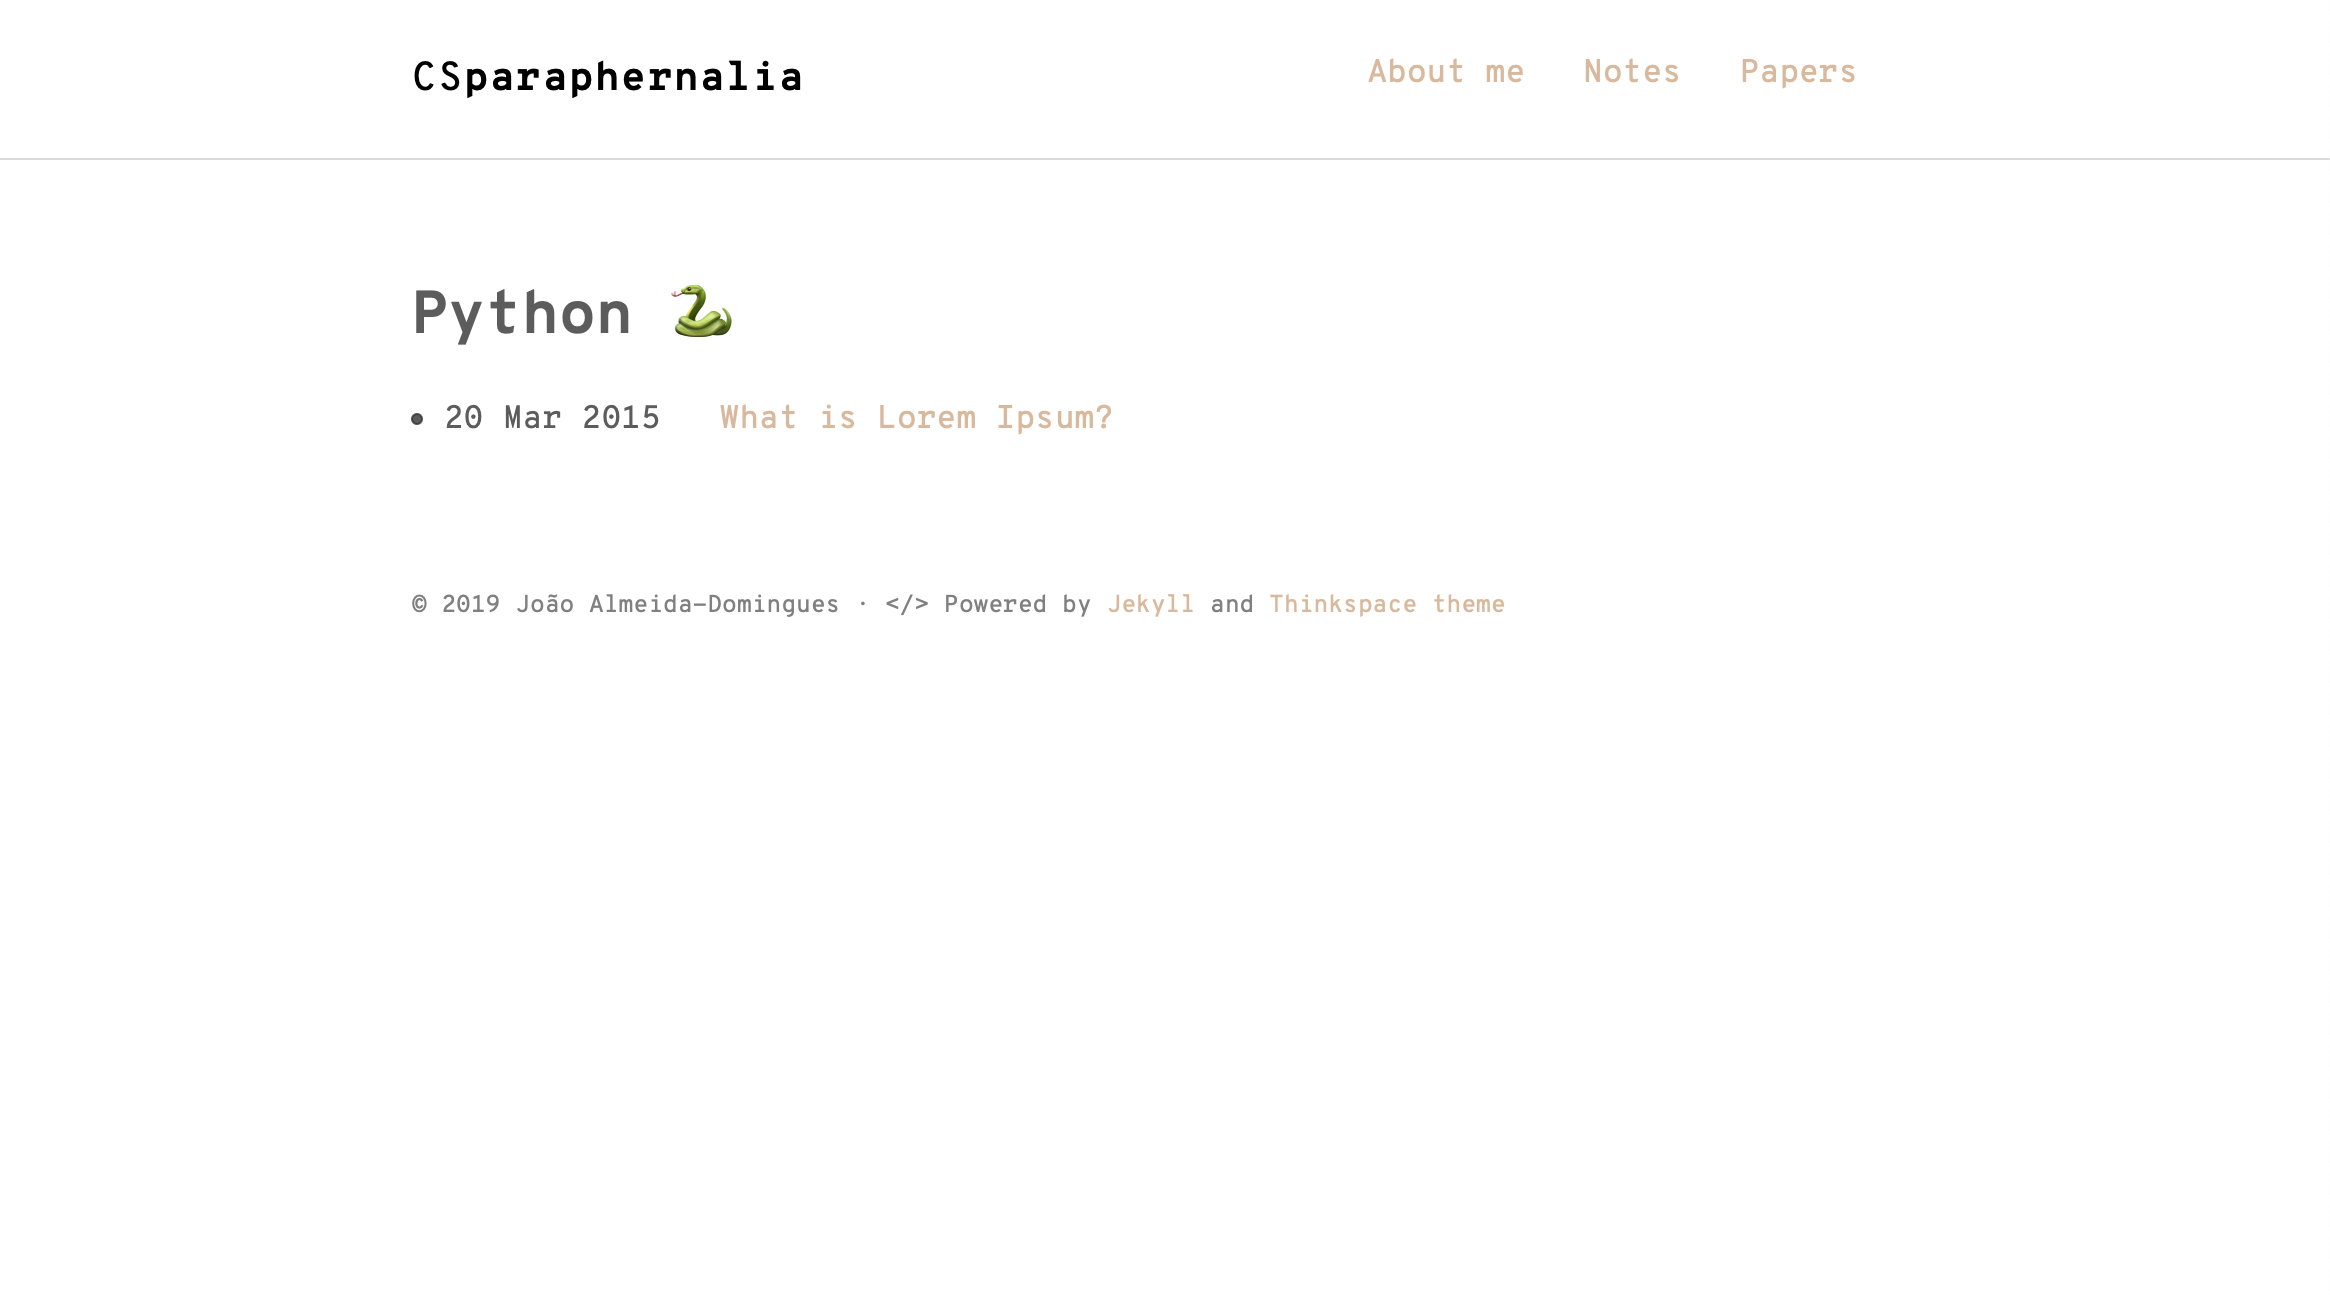 CSparaphernalia
About me Notes Papers
Python 🐍
• 20 Mar 2015 What is Lorem Ipsum?
© 2019 João Almeida-Domingues · </> Powered by Jekyll and Thinkspace theme